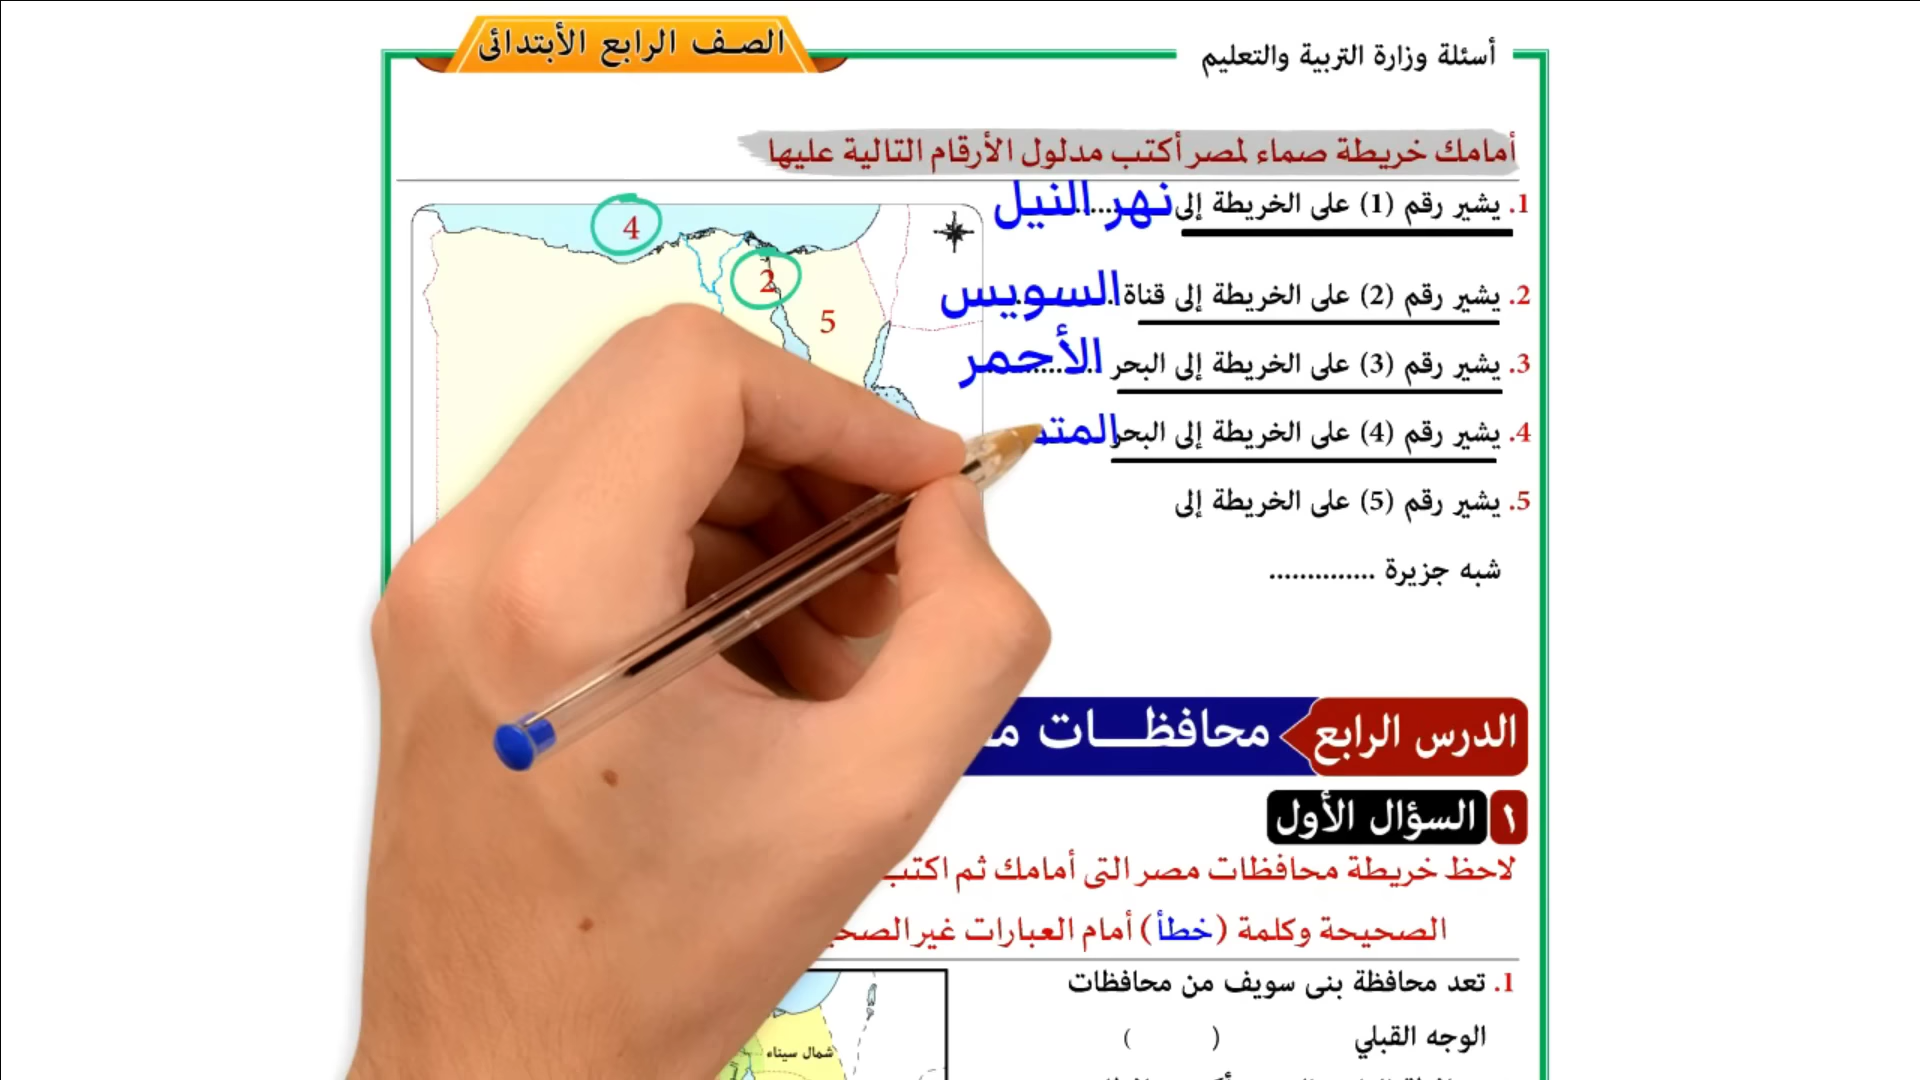 أسئلة وزارة التربية والتعليم
الصف الرابع الأبتدائى
أمامك خريطة صماء لمصر أكتب مدلول الأرقام التالية عليها
1. يشير رقم (1) على الخريطة إلى نهر النيل
2. يشير رقم (2) على الخريطة إلى قناة السويس
3. يشير رقم (3) على الخريطة إلى البحر الأحمر
4. يشير رقم (4) على الخريطة إلى البحر
5. يشير رقم (5) على الخريطة إلى
شبه جزيرة ..............
4
2
5
الدرس الرابع محافظات
١ السؤال الأول
لاحظ خريطة محافظات مصر التى أمامك ثم اكتب
الصحيحة وكلمة (خطأ) أمام العبارات غير
1. تعد محافظة بنى سويف من محافظات
الوجه القبلي ( )
شمال سيناء